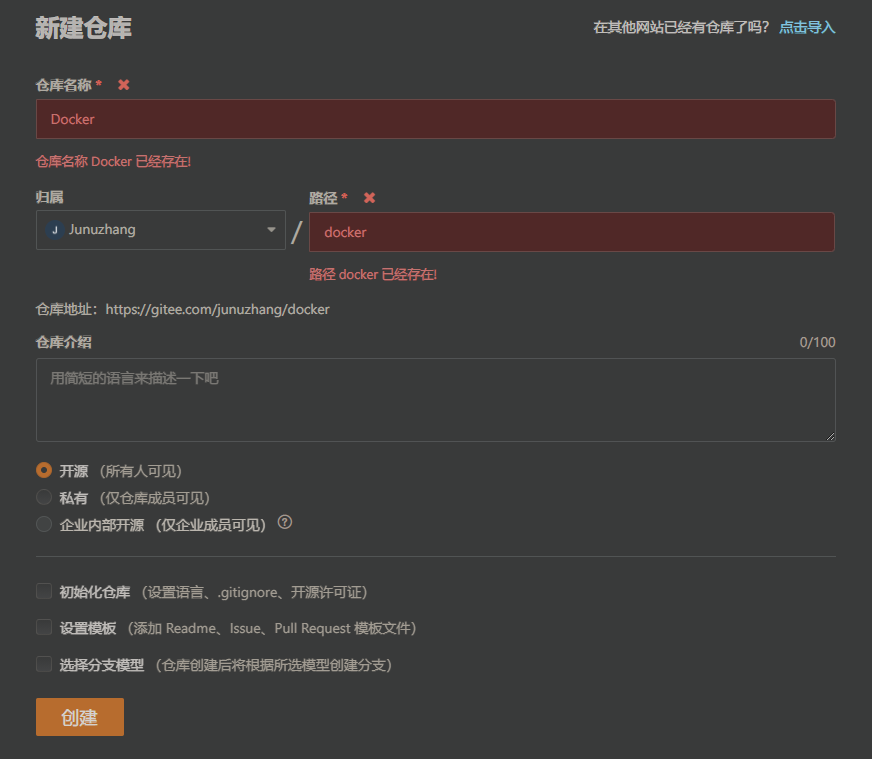 新建仓库
在其他网站已经有仓库了吗? 点击导入
仓库名称 * ✖
Docker
仓库名称 Docker 已经存在!
归属
路径 * ✖
J Junuzhang / docker
路径 docker 已经存在!
仓库地址：https://gitee.com/junuzhang/docker
仓库介绍 0/100
用简短的语言来描述一下吧
开源 （所有人可见）
私有 （仅仓库成员可见）
企业内部开源 （仅企业成员可见） ?
初始化仓库 （设置语言、.gitignore、开源许可证）
设置模板 （添加 Readme、Issue、Pull Request 模板文件）
选择分支模型 （仓库创建后将根据所选模型创建分支）
创建